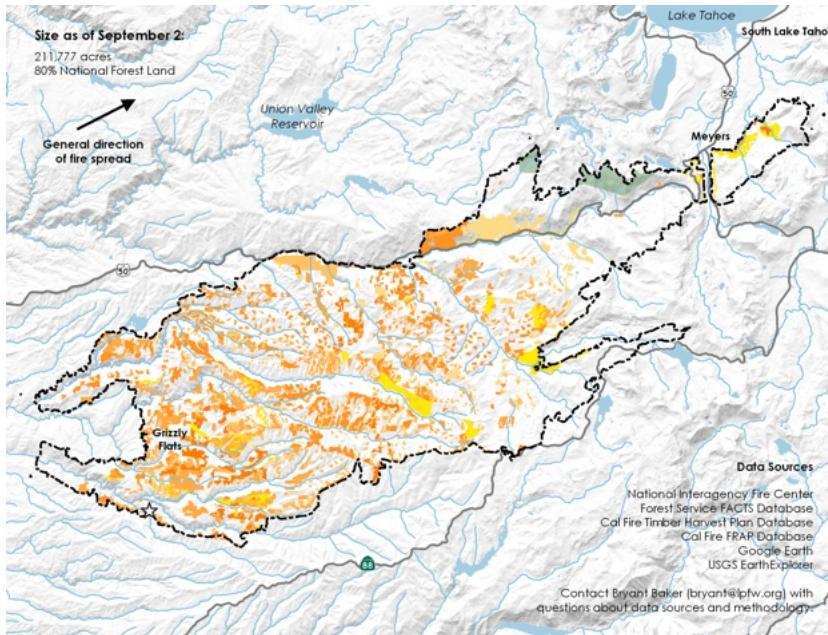 Size as of September 2:
211,777 acres
80% National Forest Land
General direction
of fire spread
Union Valley
Reservoir
Lake Tahoe
South Lake Taho
50
Meyers
50
Grizzly
Flats
88
Data Sources
National Interagency Fire Center
Forest Service FACTS Database
Cal Fire Timber Harvest Plan Database
Cal Fire FRAP Database
Google Earth
USGS EarthExplorer
Contact Bryant Baker (bryant@lpfw.org) with
questions about data sources and methodology.